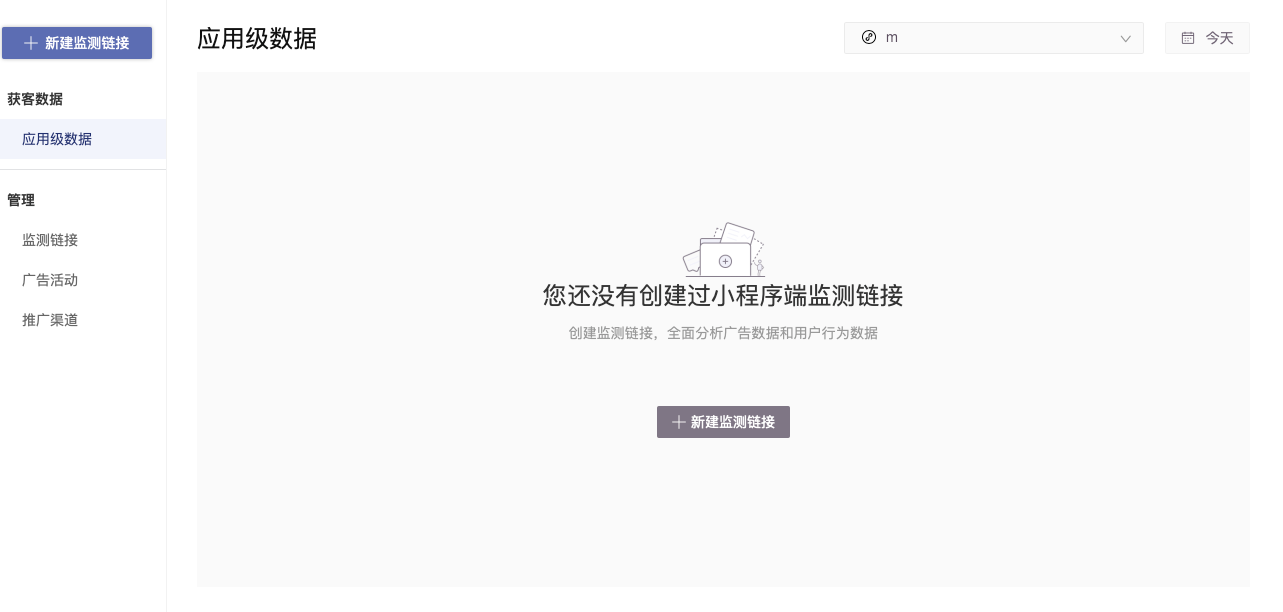 新建监测链接
获客数据
应用级数据
管理
监测链接
广告活动
推广渠道
应用级数据
m
今天
您还没有创建过小程序端监测链接
创建监测链接，全面分析广告数据和用户行为数据
新建监测链接